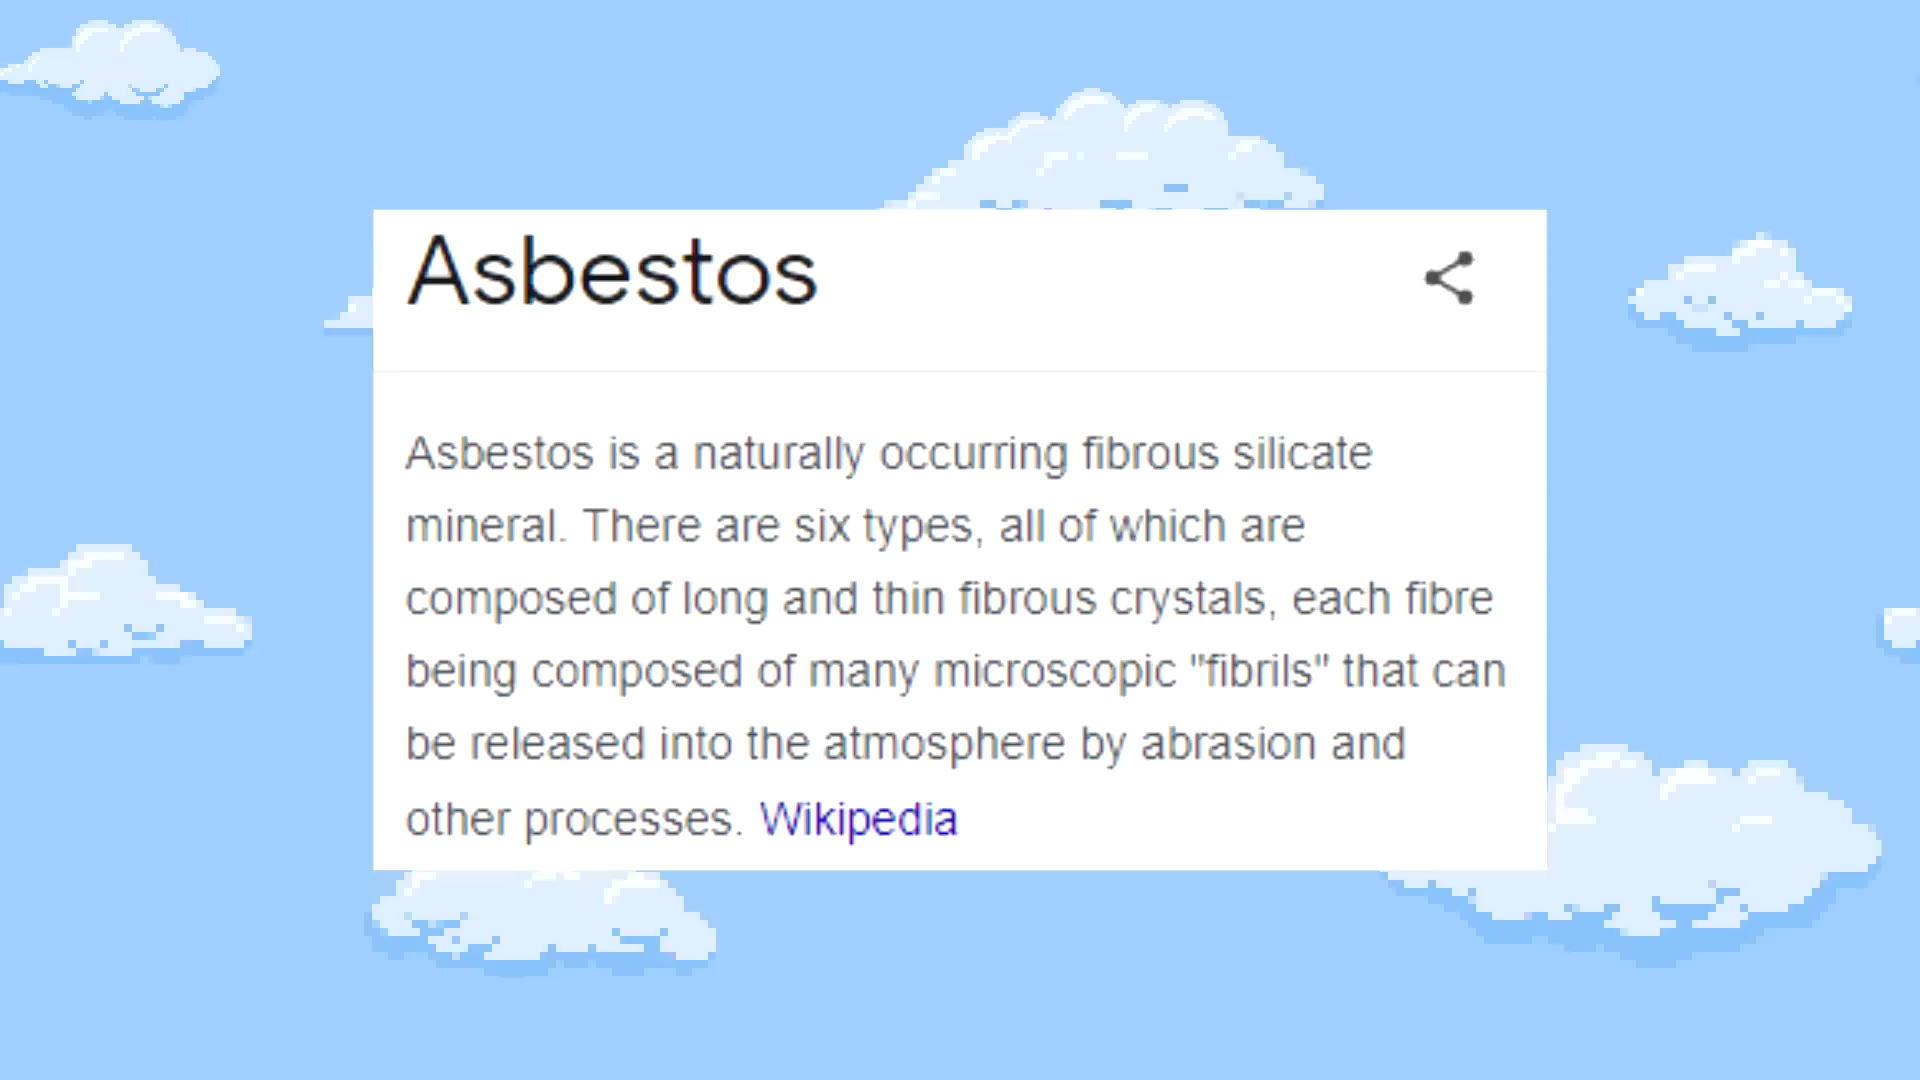 Asbestos
Asbestos is a naturally occurring fibrous silicate
mineral. There are six types, all of which are
composed of long and thin fibrous crystals, each fibre
being composed of many microscopic "fibrils" that can
be released into the atmosphere by abrasion and
other processes. Wikipedia